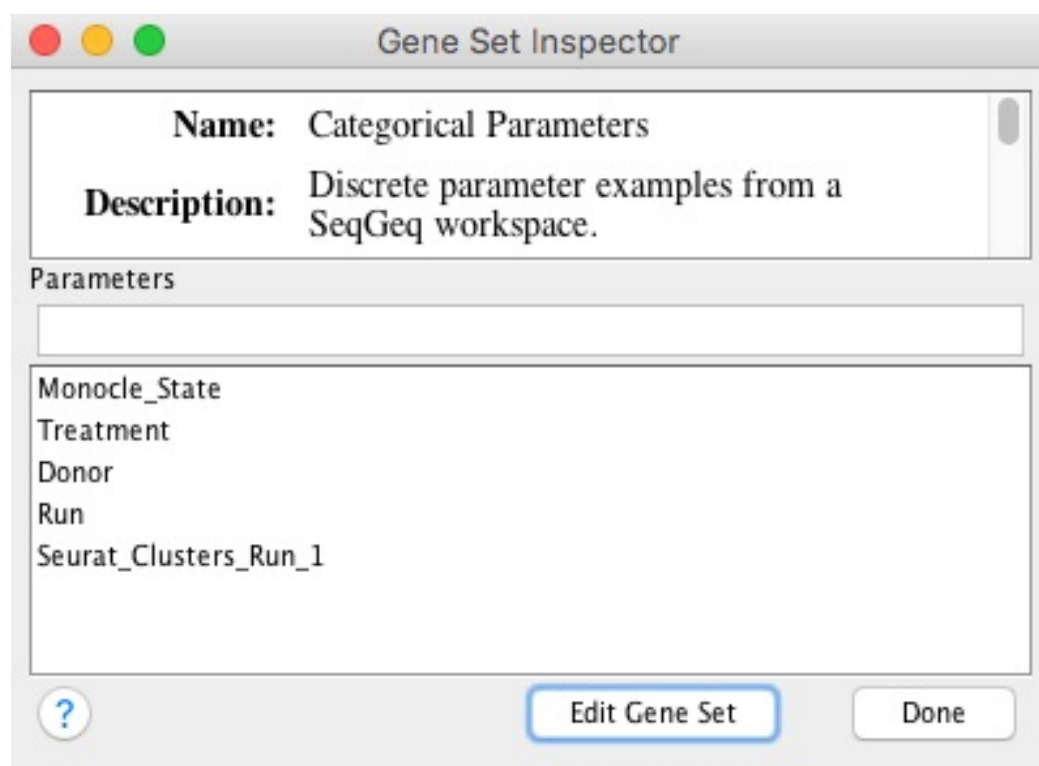 Gene Set Inspector
Name: Categorical Parameters
Description: Discrete parameter examples from a
SeqGeq workspace.
Parameters
Monocle_State
Treatment
Donor
Run
Seurat_Clusters_Run_1
? Edit Gene Set Done